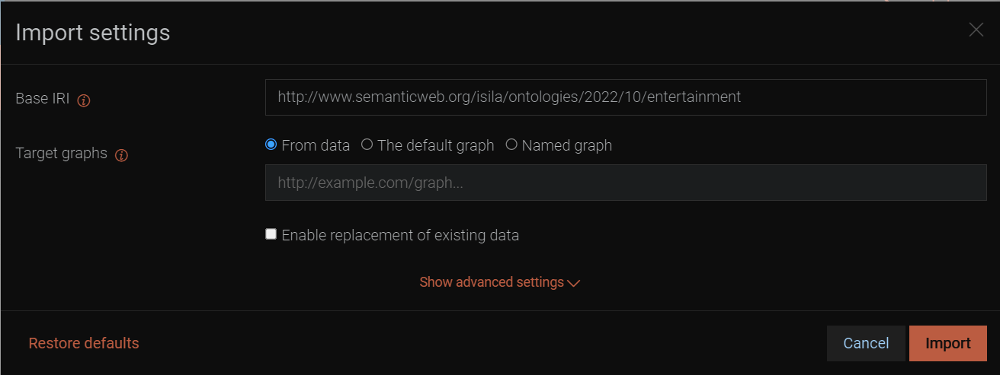 Import settings
Base IRI
http://www.semanticweb.org/isila/ontologies/2022/10/entertainment
Target graphs
From data The default graph Named graph
http://example.com/graph...
Enable replacement of existing data
Show advanced settings
Restore defaults
Cancel
Import